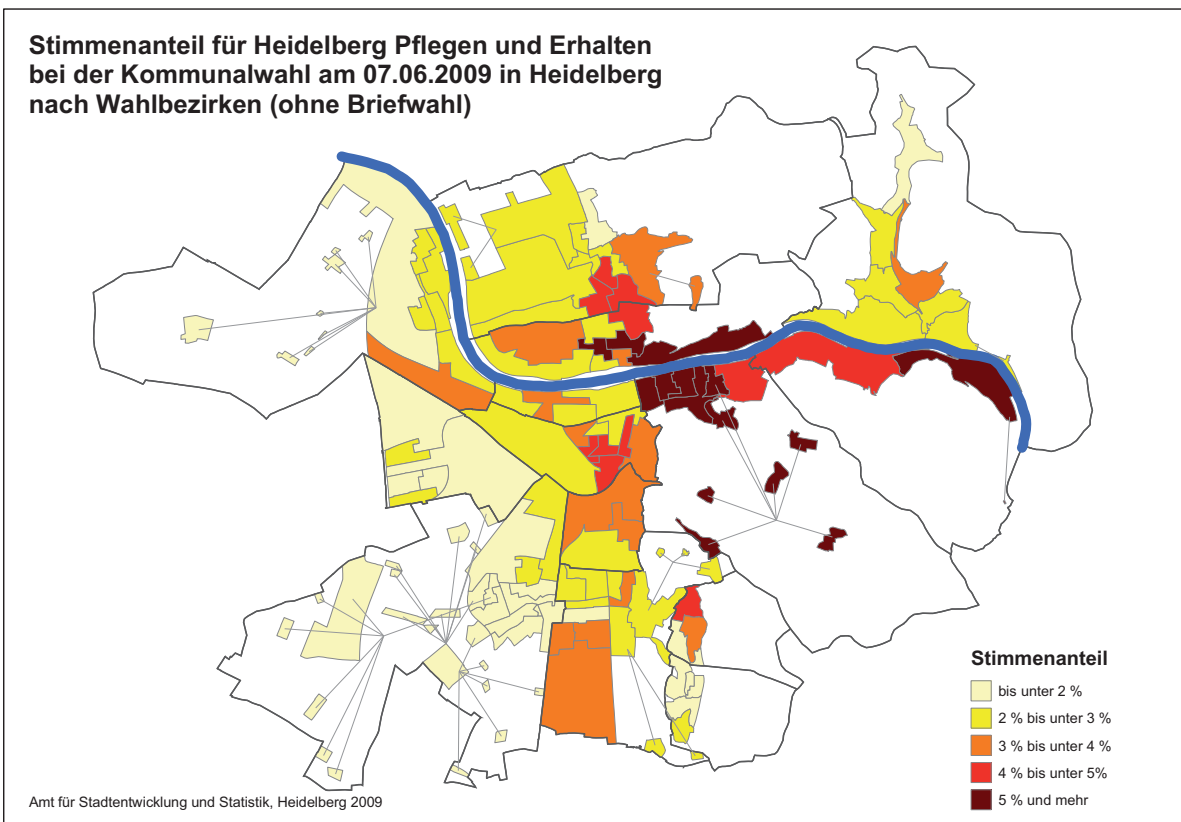 Stimmenanteil für Heidelberg Pflegen und Erhalten
bei der Kommunalwahl am 07.06.2009 in Heidelberg
nach Wahlbezirken (ohne Briefwahl)
Stimmenanteil
bis unter 2 %
2 % bis unter 3 %
3 % bis unter 4 %
4 % bis unter 5%
5 % und mehr
Amt für Stadtentwicklung und Statistik, Heidelberg 2009